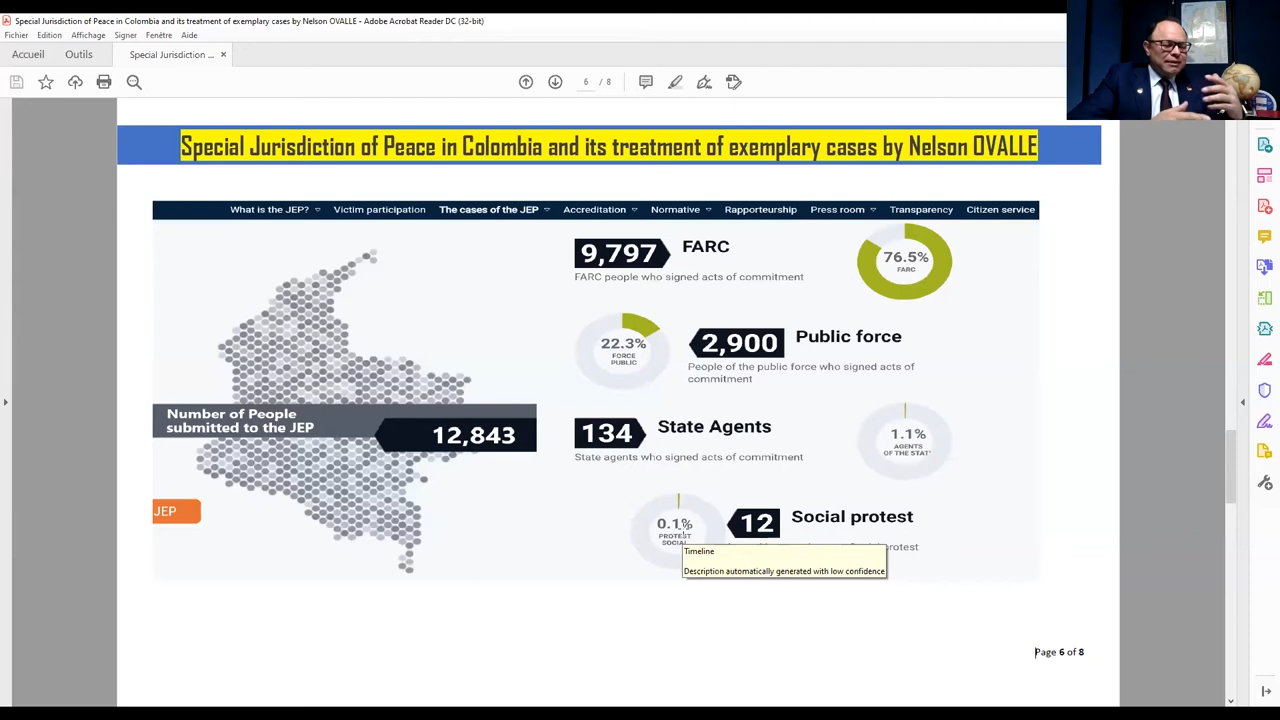 Special Jurisdiction of Peace in Colombia and its treatment of exemplary cases by Nelson OVALLE - Adobe Acrobat Reader DC (32-bit)
Fichier Edition Affichage Signer Aide
Accueil Outils Special Jurisdiction ... ×
6 / 8
Special Jurisdiction of Peace in Colombia and its treatment of exemplary cases by Nelson OVALLE
What is the JEP? Victim participation The cases of the JEP Accreditation Normative Rapporteurship Press room Transparency Citizen service
9,797 FARC
FARC people who signed acts of commitment
76.5%
FARC
22.3%
FORCE
PUBLIC
2,900 Public force
People of the public force who signed acts of
commitment
Number of People
submitted to the JEP
12,843
134 State Agents
State agents who signed acts of commitment
1.1%
AGENTS
OF THE STAT
JEP
0.1%
PROTEST
SOCIAL
12 Social protest
protest
Timeline
Description automatically generated with low confidence
Page 6 of 8